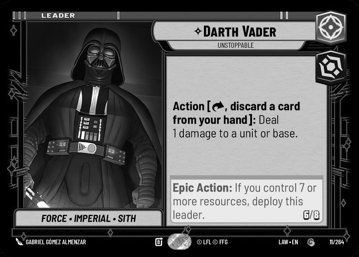 LEADER
DARTH VADER
UNSTOPPABLE
Action [, discard a card
from your hand]: Deal
1 damage to a unit or base.
Epic Action: If you control 7 or
more resources, deploy this
leader.
FORCE • IMPERIAL • SITH
GABRIEL GÓMEZ ALMENZAR
© LFL © FFG
LAW • EN
11/264